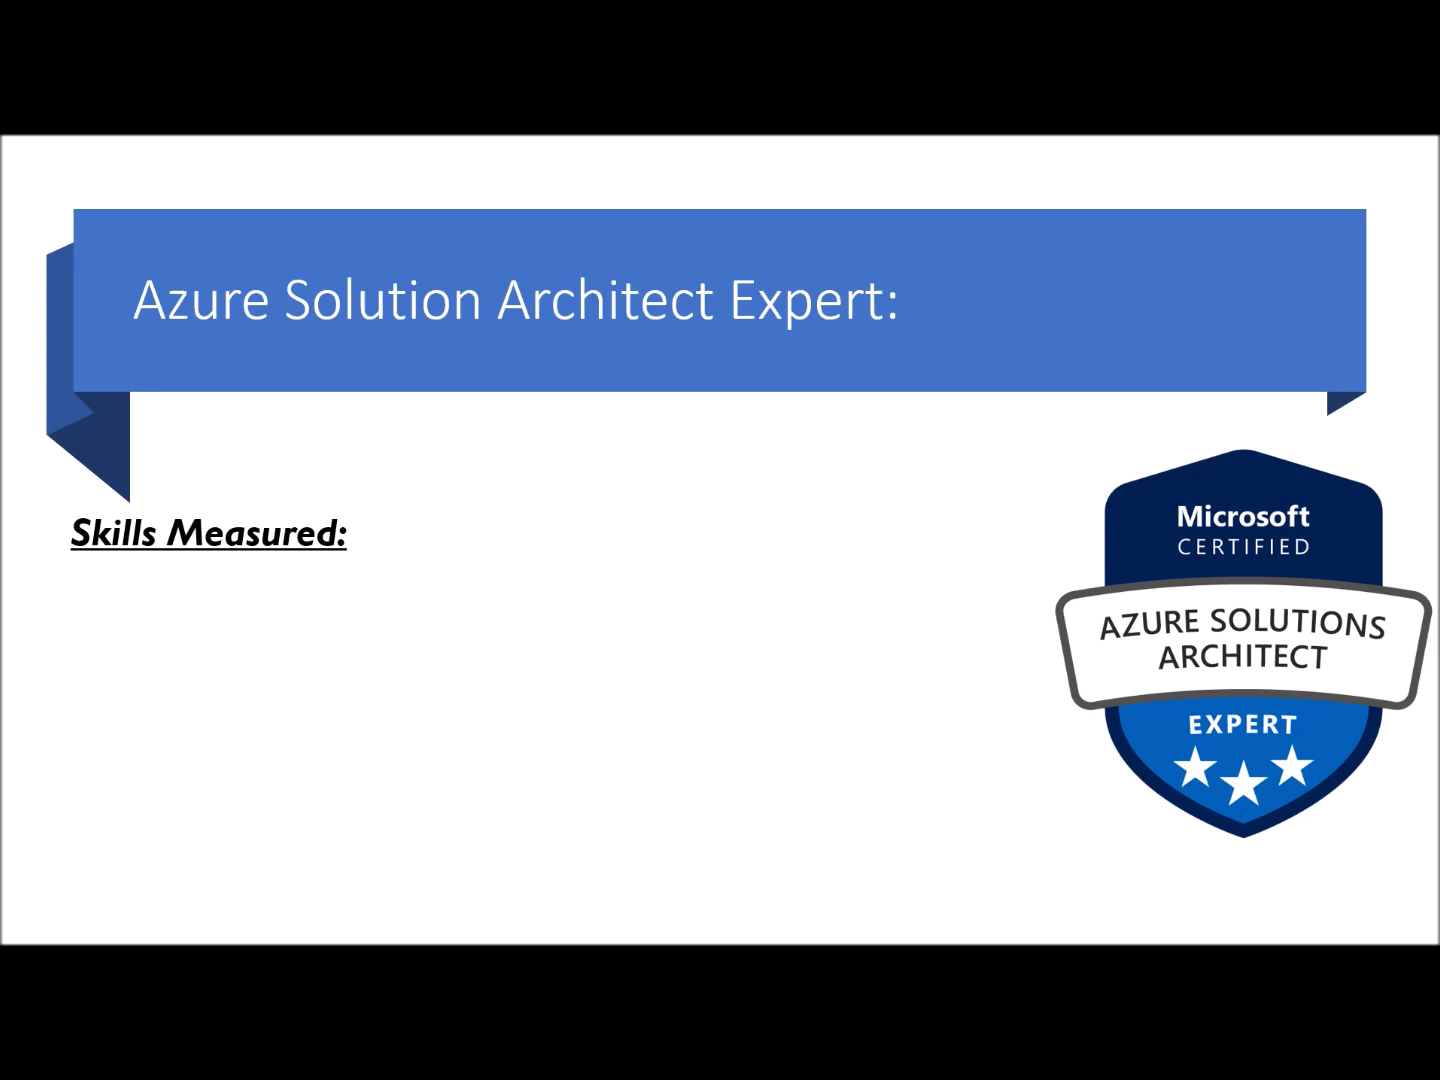 Azure Solution Architect Expert:
Skills Measured:
Microsoft
CERTIFIED
AZURE SOLUTIONS
ARCHITECT
EXPERT